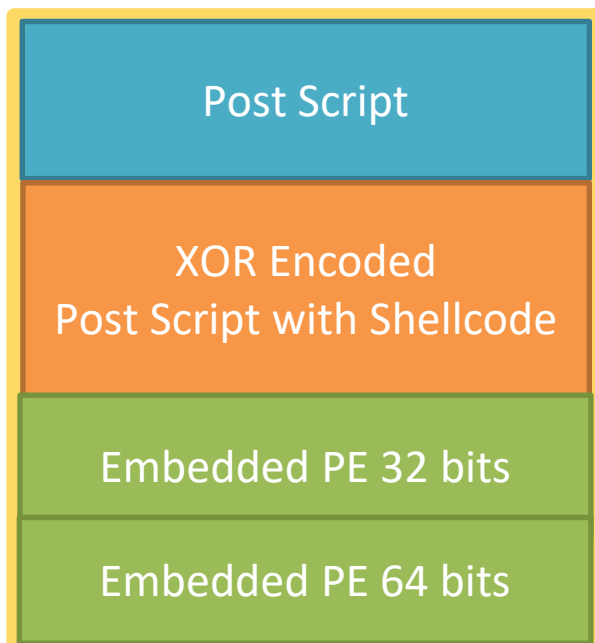 Post Script
XOR Encoded
Post Script with Shellcode
Embedded PE 32 bits
Embedded PE 64 bits